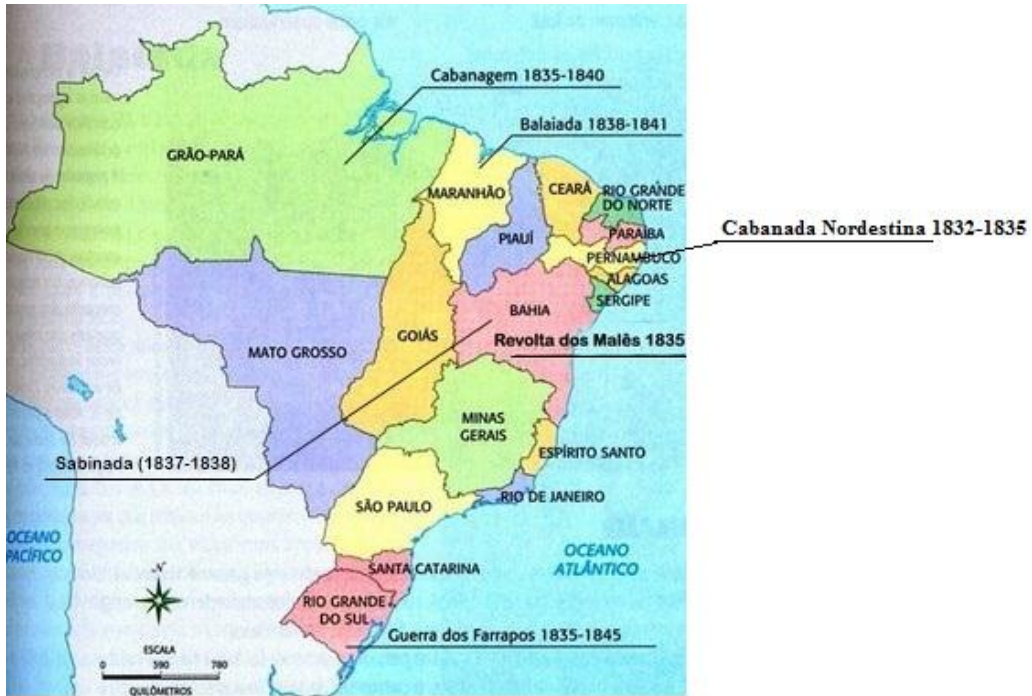 Cabanagem 1835-1840
Balaiada 1838-1841
GRÃO-PARÁ
MARANHÃO
CEARÁ
RIO GRANDE
DO NORTE
PIAUÍ
PARAÍBA
Cabanada Nordestina 1832-1835
PERNAMBUCO
ALAGOAS
SERGIPE
BAHIA
GOIÁS
Revolta dos Malês 1835
MATO GROSSO
MINAS
GERAIS
ESPÍRITO SANTO
Sabinada (1837-1838)
RIO DE JANEIRO
SÃO PAULO
OCEANO
PACÍFICO
OCEANO
ATLÂNTICO
SANTA CATARINA
N
RIO GRANDE
DO SUL
Guerra dos Farrapos 1835-1845
ESCALA
0 390 780
QUILÔMETROS